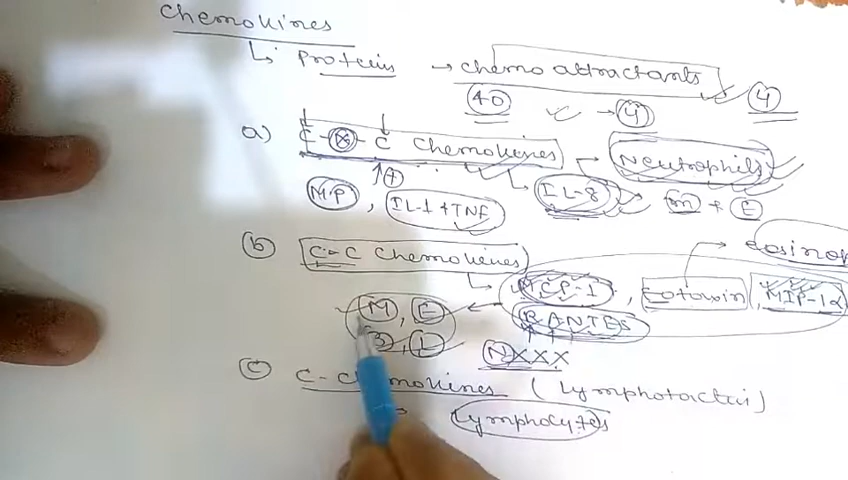 Chemokines
↳ Proteins → chemo attractants
40 → 4 4
a) C-X-C Chemokines Neutrophils
M.P, IL-1+TNF IL-8 m + E
b) C-C Chemokines eosinop
MCP-1, Eotaxin, MIP-1α
M, E RANTES
B, L NXXX
c) C-Chemokines (Lymphotactin)
→ Lymphocytes